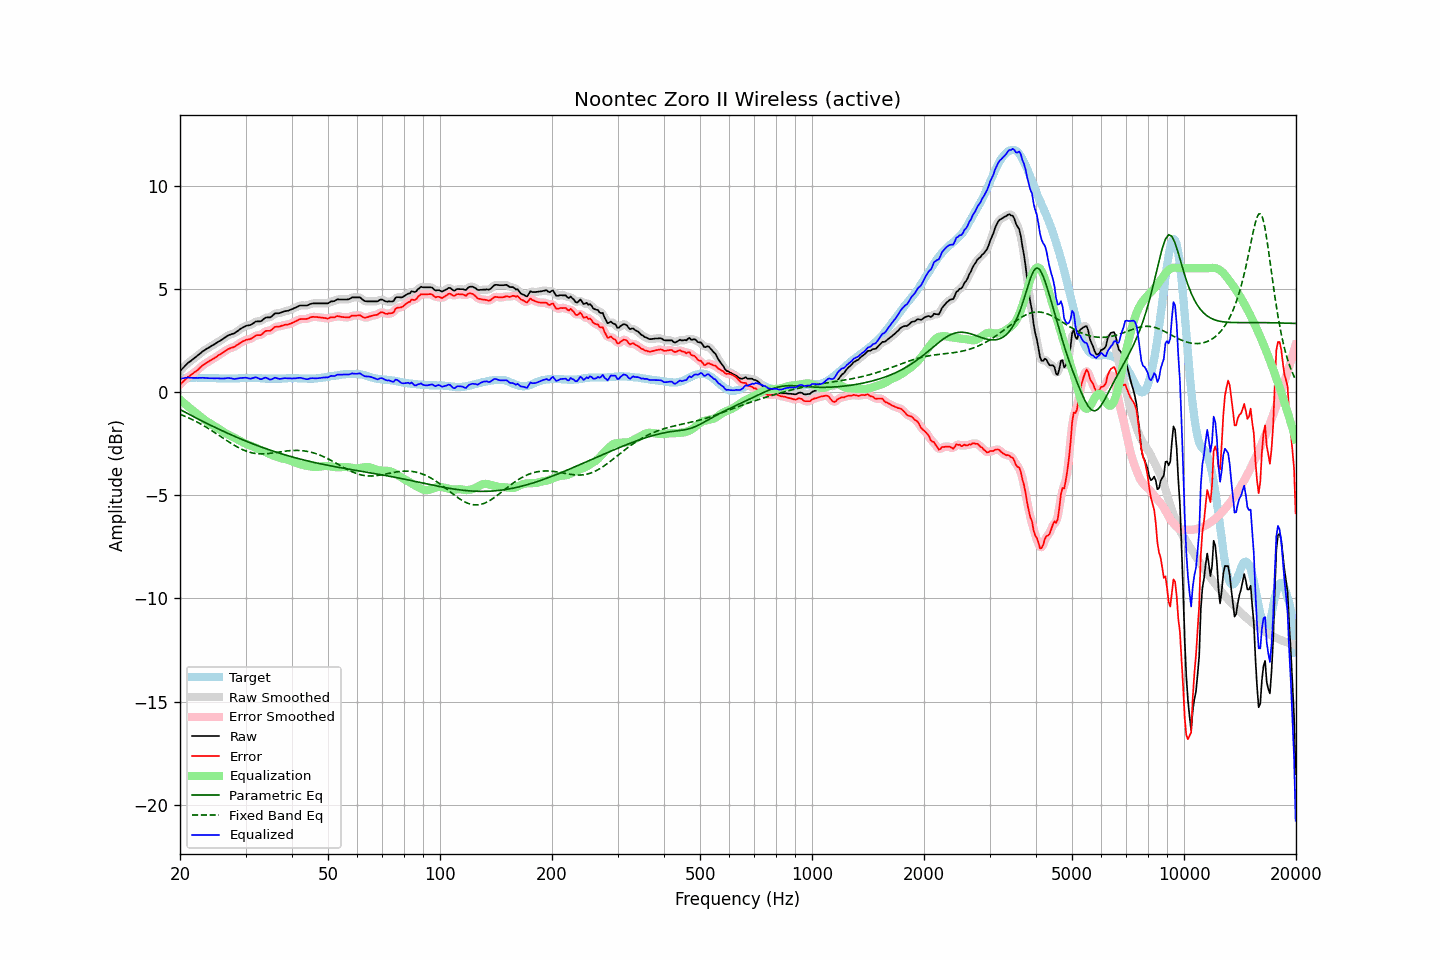 Noontec Zoro II Wireless (active)
Amplitude (dBr)
10
5
0
−5
−10
−15
−20
Target
Raw Smoothed
Error Smoothed
Raw
Error
Equalization
Parametric Eq
Fixed Band Eq
Equalized
20 50 100 200 500 1000 2000 5000 10000 20000
Frequency (Hz)